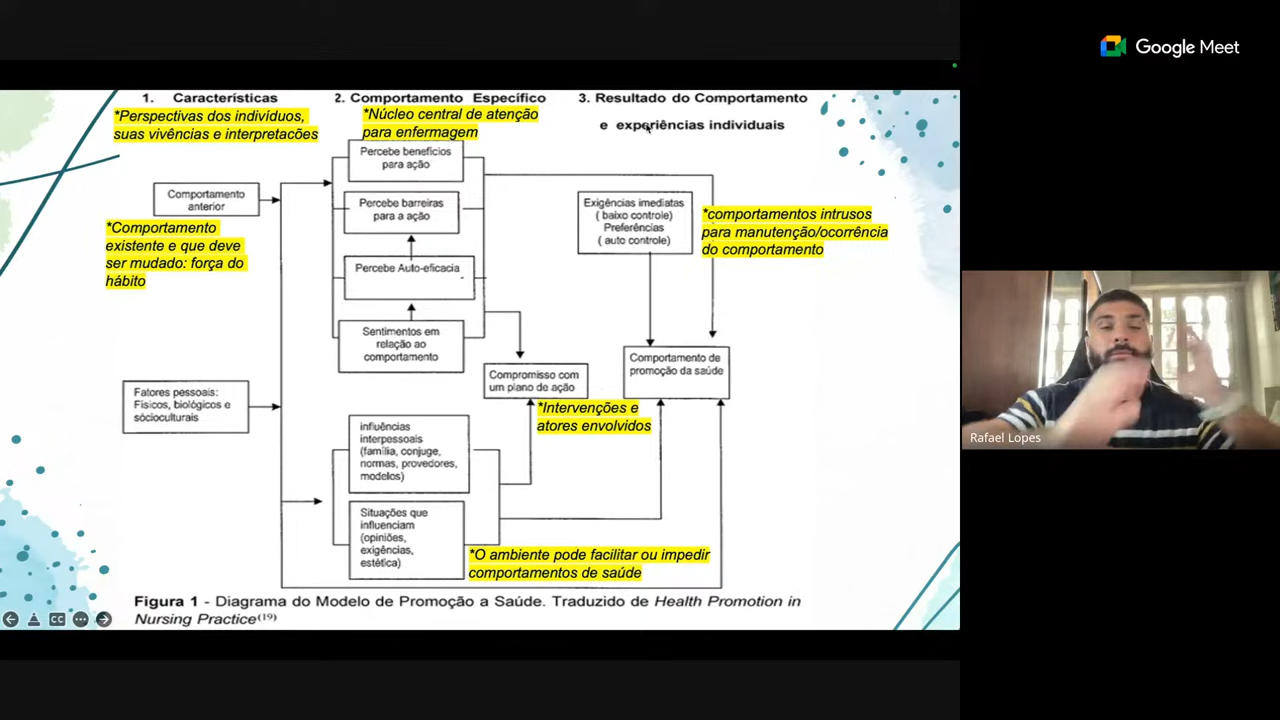 Google Meet
1. Características
*Perspectivas dos indivíduos,
suas vivências e interpretacões
2. Comportamento Específico
*Núcleo central de atenção
para enfermagem
3. Resultado do Comportamento
e experiências individuais
Comportamento
anterior
*Comportamento
existente e que deve
ser mudado: força do
hábito
Fatores pessoais:
Físicos, biológicos e
sócioculturais
Percebe benefícios
para ação
Percebe barreiras
para a ação
Percebe Auto-eficacia
Sentimentos em
relação ao
comportamento
influências
interpessoais
(família, conjuge,
normas, provedores,
modelos)
Situações que
influenciam
(opiniões,
exigências,
estética)
*O ambiente pode facilitar ou impedir
comportamentos de saúde
Compromisso com
um plano de ação
*Intervenções e
atores envolvidos
Exigências imediatas
( baixo controle)
Preferências
( auto controle)
*comportamentos intrusos
para manutenção/ocorrência
do comportamento
Comportamento de
promoção da saúde
Figura 1 - Diagrama do Modelo de Promoção a Saúde. Traduzido de Health Promotion in
Nursing Practice(19)
CC
Rafael Lopes